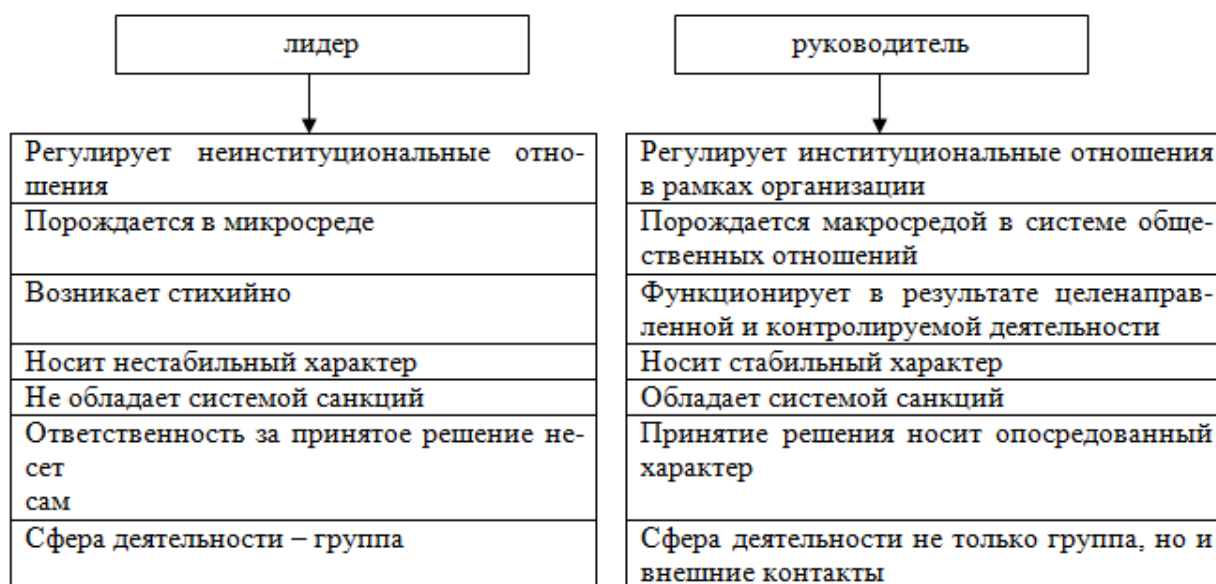 лидер
руководитель
Регулирует неинституциональные отно-
шения
Порождается в микросреде
Возникает стихийно
Носит нестабильный характер
Не обладает системой санкций
Ответственность за принятое решение не-
сет
сам
Сфера деятельности – группа
Регулирует институциональные отношения
в рамках организации
Порождается макросредой в системе обще-
ственных отношений
Функционирует в результате целенаправ-
ленной и контролируемой деятельности
Носит стабильный характер
Обладает системой санкций
Принятие решения носит опосредованный
характер
Сфера деятельности не только группа, но и
внешние контакты